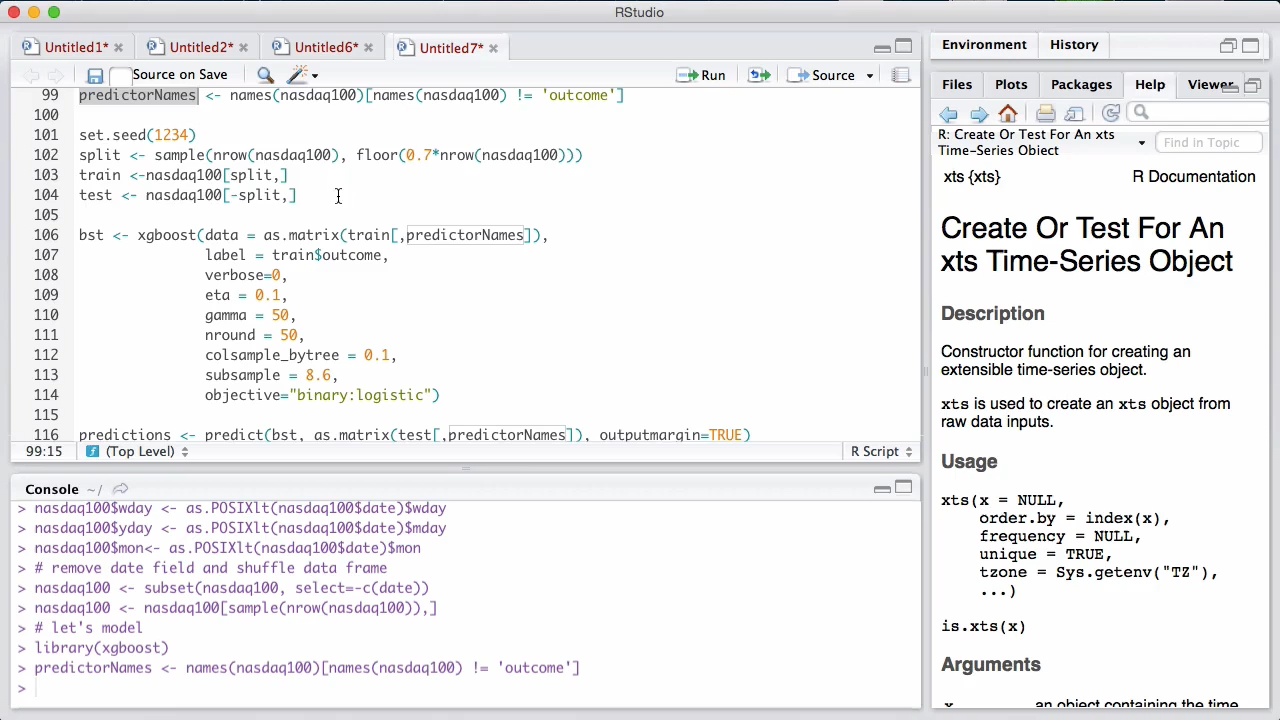 RStudio
Untitled1*
Untitled2*
Untitled6*
Untitled7*
Source on Save
Run
Source
99 predictorNames <- names(nasdaq100)[names(nasdaq100) != 'outcome']
100
101 set.seed(1234)
102 split <- sample(nrow(nasdaq100), floor(0.7*nrow(nasdaq100)))
103 train <-nasdaq100[split,]
104 test <- nasdaq100[-split,]
105
106 bst <- xgboost(data = as.matrix(train[,predictorNames]),
107 label = train$outcome,
108 verbose=0,
109 eta = 0.1,
110 gamma = 50,
111 nround = 50,
112 colsample_bytree = 0.1,
113 subsample = 8.6,
114 objective="binary:logistic")
115
116 predictions <- predict(bst, as.matrix(test[,predictorNames]), outputmargin=TRUE)
99:15
(Top Level)
R Script
Console ~/
> nasdaq100$wday <- as.POSIXlt(nasdaq100$date)$wday
> nasdaq100$yday <- as.POSIXlt(nasdaq100$date)$mday
> nasdaq100$mon<- as.POSIXlt(nasdaq100$date)$mon
> # remove date field and shuffle data frame
> nasdaq100 <- subset(nasdaq100, select=-c(date))
> nasdaq100 <- nasdaq100[sample(nrow(nasdaq100)),]
> # let's model
> library(xgboost)
> predictorNames <- names(nasdaq100)[names(nasdaq100) != 'outcome']
>
Environment
History
Files
Plots
Packages
Help
Viewer
R: Create Or Test For An xts
Time-Series Object
Find in Topic
xts {xts}
R Documentation
Create Or Test For An
xts Time-Series Object
Description
Constructor function for creating an
extensible time-series object.
xts is used to create an xts object from
raw data inputs.
Usage
xts(x = NULL,
order.by = index(x),
frequency = NULL,
unique = TRUE,
tzone = Sys.getenv("TZ"),
...)
is.xts(x)
Arguments
x
an object containing the time